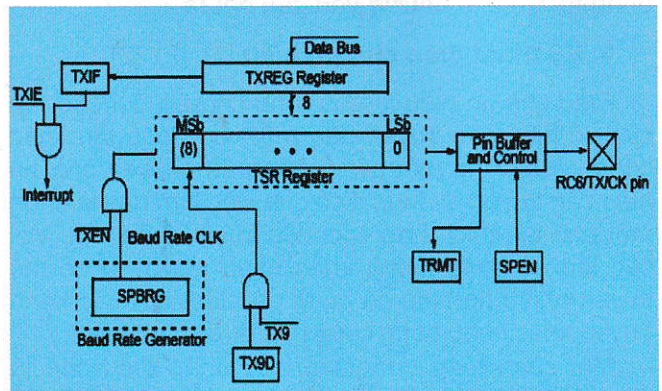 Data Bus
TXIF
TXREG Register
TXIE
8
MSb
LSb
(8)
0
Pin Buffer
and Control
TSR Register
RC6/TX/CK pin
Interrupt
TXEN
Baud Rate CLK
TRMT
SPEN
SPBRG
TX9
Baud Rate Generator
TX9D